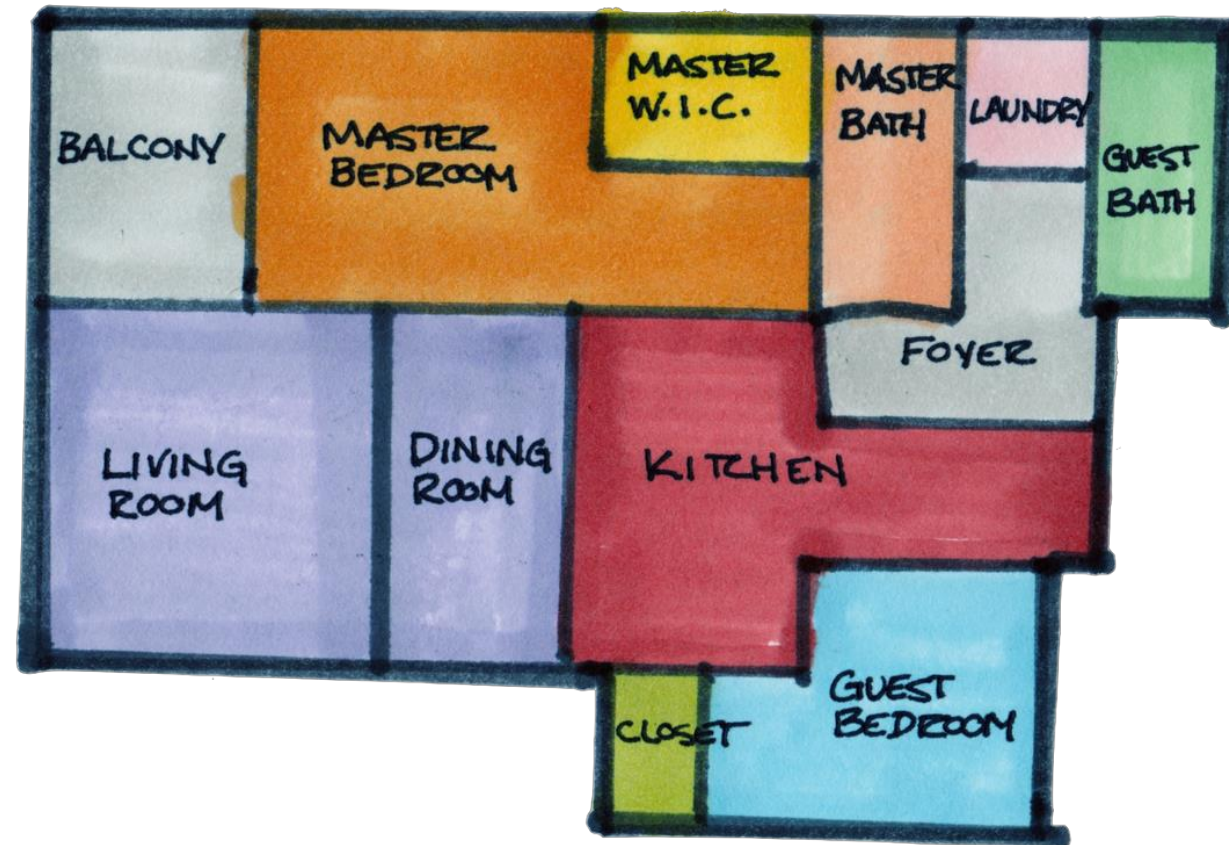 BALCONY
MASTER
BEDROOM
MASTER
W.I.C.
MASTER
BATH
LAUNDRY
GUEST
BATH
FOYER
LIVING
ROOM
DINING
ROOM
KITCHEN
CLOSET
GUEST
BEDROOM